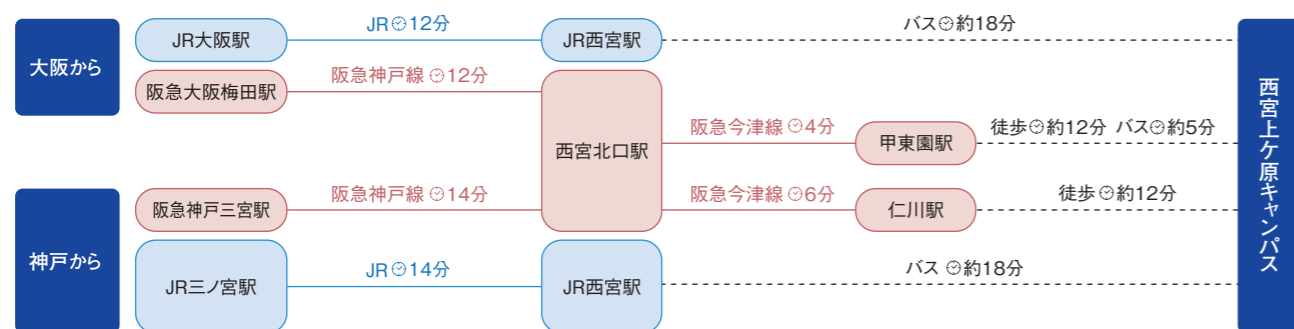 大阪から
JR大阪駅
JR 12分
JR西宮駅
バス 約18分
阪急大阪梅田駅
阪急神戸線 12分
西宮北口駅
阪急今津線 4分
甲東園駅
徒歩 約12分 バス 約5分
神戸から
阪急神戸三宮駅
阪急神戸線 14分
阪急今津線 6分
仁川駅
徒歩 約12分
JR三ノ宮駅
JR 14分
JR西宮駅
バス 約18分
西宮上ケ原キャンパス